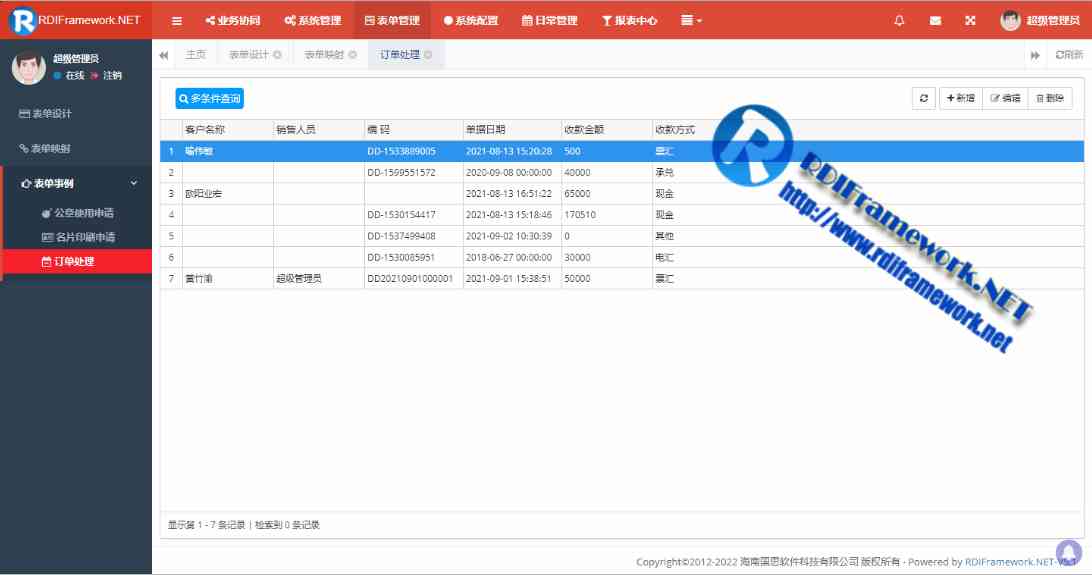 RDIFramework.NET
业务协同 系统管理 表单管理 系统配置 日常管理 报表中心 超级管理员
超级管理员
在线 注销
主页 表单设计 表单映射 订单处理 刷新
表单设计
表单映射
表单事例
公章使用申请
名片印刷申请
订单处理
多条件查询 新增 编辑 删除
客户名称 销售人员 编 码 单据日期 收款金额 收款方式
1 喻伟敏 DD-1533889005 2021-08-13 15:20:28 500 票汇
2 DD-1599551572 2020-09-08 00:00:00 40000 承兑
3 欧阳业宏 2021-08-13 16:51:22 65000 现金
4 DD-1530154417 2021-08-13 15:18:46 170510 现金
5 DD-1537499408 2021-09-02 10:30:39 0 其他
6 DD-1530085951 2018-06-27 00:00:00 30000 电汇
7 黄竹瑜 超级管理员 DD20210901000001 2021-09-01 15:38:51 50000 票汇
RDIFramework.NET
http://www.rdiframework.net
显示第 1 - 7 条记录 | 检索到 0 条记录
Copyright©2012-2022 海南国思软件科技有限公司 版权所有 - Powered by RDIFramework.NET-V5.1